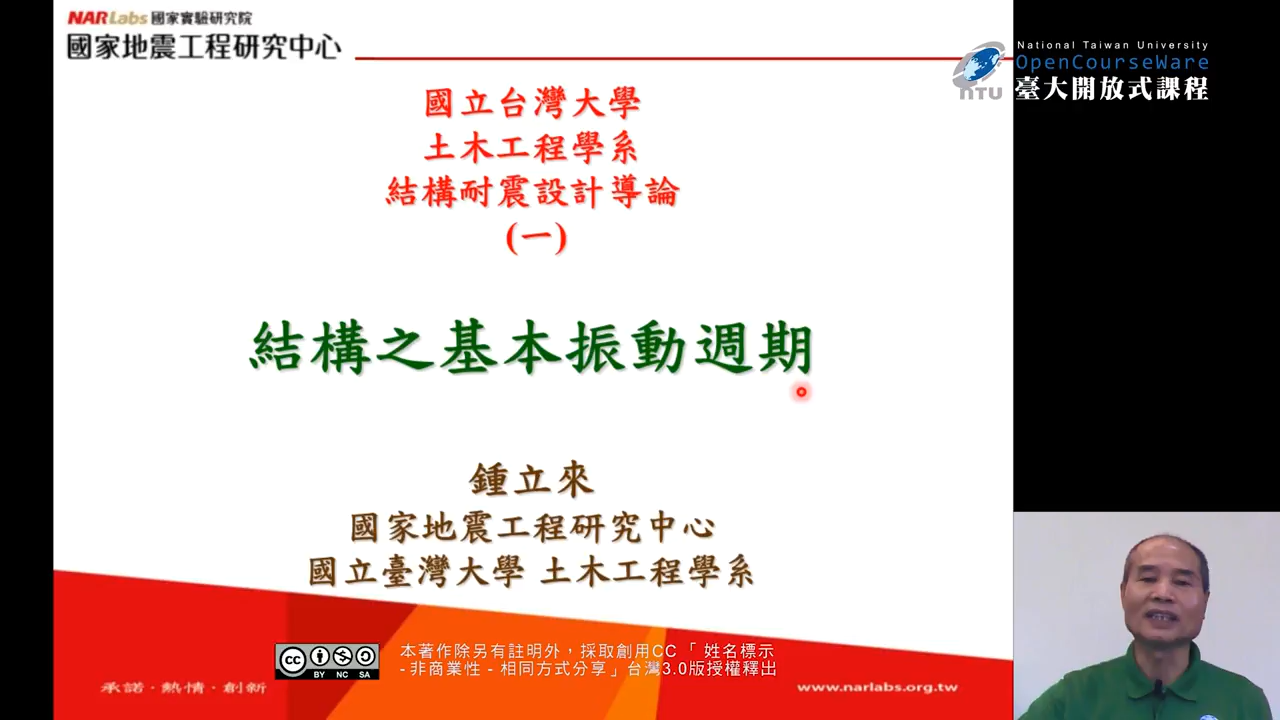 NARLabs 國家實驗研究院
國家地震工程研究中心
National Taiwan University
OpenCourseWare
NTU
臺大開放式課程
國立台灣大學
土木工程學系
結構耐震設計導論
(一)
結構之基本振動週期
鍾立來
國家地震工程研究中心
國立臺灣大學 土木工程學系
cc BY NC SA
本著作除另有註明外，採取創用CC「 姓名標示
- 非商業性 - 相同方式分享」台灣3.0版授權釋出
承諾．熱情．創新
www.narlabs.org.tw